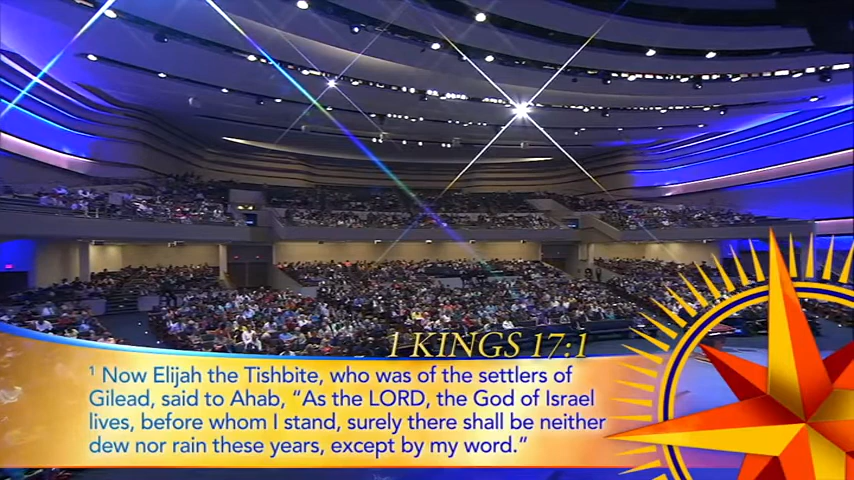 1 KINGS 17:1
¹ Now Elijah the Tishbite, who was of the settlers of
Gilead, said to Ahab, “As the LORD, the God of Israel
lives, before whom I stand, surely there shall be neither
dew nor rain these years, except by my word.”